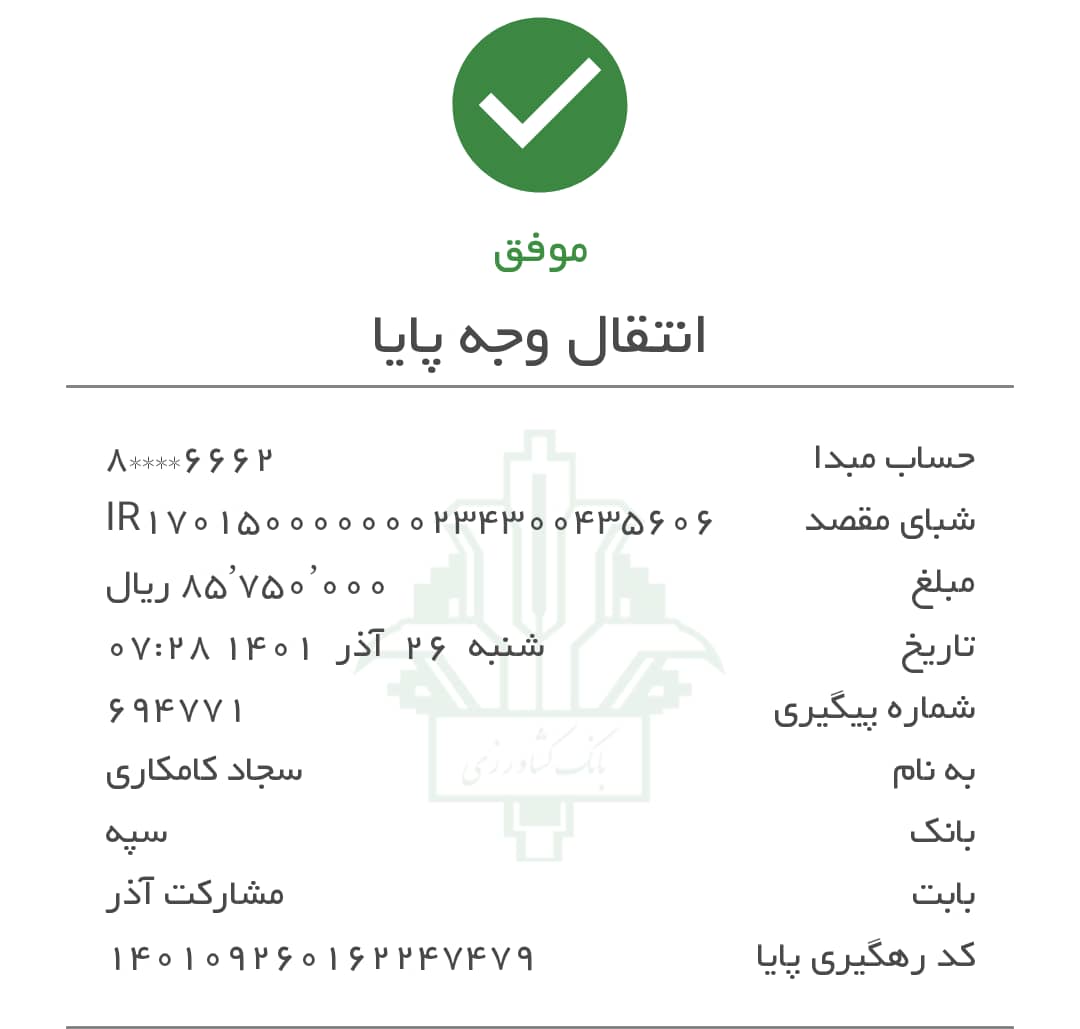 موفق
انتقال وجه پایا
حساب مبدا ۸****۶۶۶۲
شبای مقصد IR۱۷۰۱۵۰۰۰۰۰۰۰۲۳۴۳۰۰۴۳۵۶۰۶
مبلغ ۸۵٬۷۵۰٬۰۰۰ ریال
تاریخ شنبه ۲۶ آذر ۱۴۰۱ ۰۷:۲۸
شماره پیگیری ۶۹۴۷۷۱
به نام سجاد کامکاری
بانک سپه
بابت مشارکت آذر
کد رهگیری پایا ۱۴۰۱۰۹۲۶۰۱۶۲۲۴۷۴۷۹
بانک کشاورزی